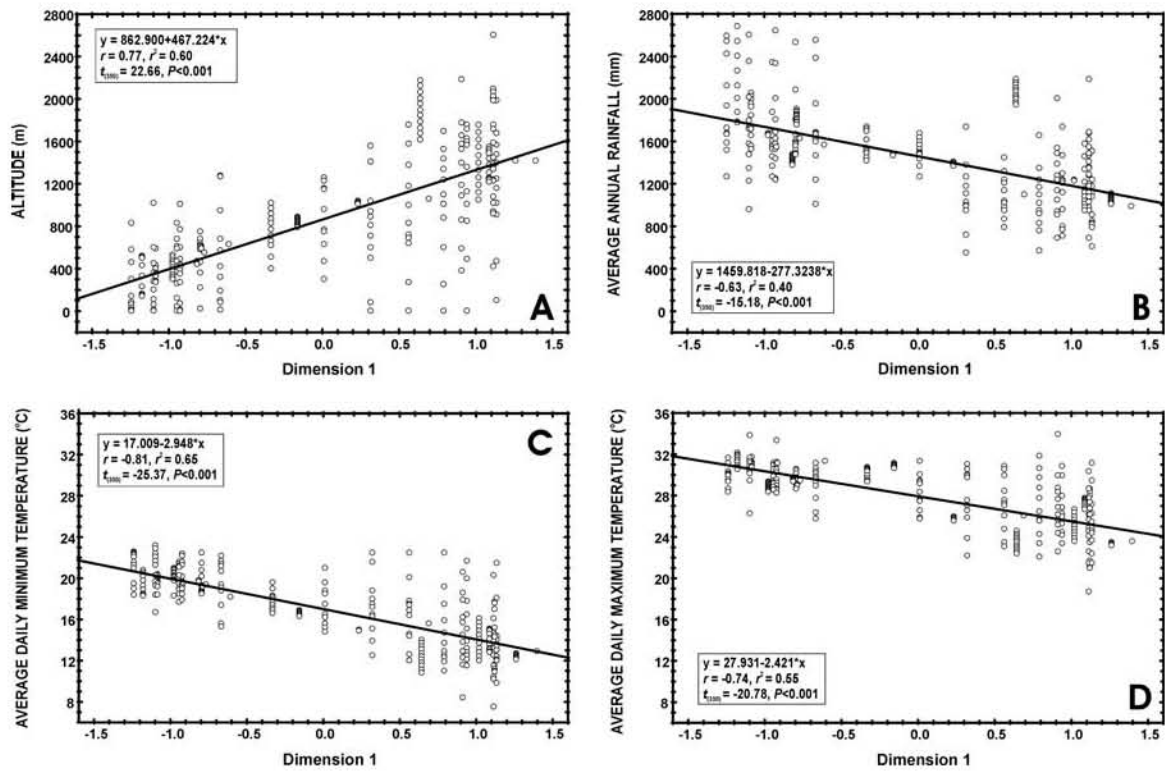 2800
2400
2000
1600
1200
800
400
0
ALTITUDE (m)
y = 862.900+467.224*x
r = 0.77, r² = 0.60
t(350) = 22.66, P<0.001
A
-1.5 -1.0 -0.5 0.0 0.5 1.0 1.5
Dimension 1
2800
2400
2000
1600
1200
800
400
0
AVERAGE ANNUAL RAINFALL (mm)
y = 1459.818-277.3238*x
r = -0.63, r² = 0.40
t(350) = -15.18, P<0.001
B
-1.5 -1.0 -0.5 0.0 0.5 1.0 1.5
Dimension 1
36
32
28
24
20
16
12
8
AVERAGE DAILY MINIMUM TEMPERATURE (°C)
y = 17.009-2.948*x
r = -0.81, r² = 0.65
t(350) = -25.37, P<0.001
C
-1.5 -1.0 -0.5 0.0 0.5 1.0 1.5
Dimension 1
36
32
28
24
20
16
12
8
AVERAGE DAILY MAXIMUM TEMPERATURE (°C)
y = 27.931-2.421*x
r = -0.74, r² = 0.55
t(350) = -20.78, P<0.001
D
-1.5 -1.0 -0.5 0.0 0.5 1.0 1.5
Dimension 1